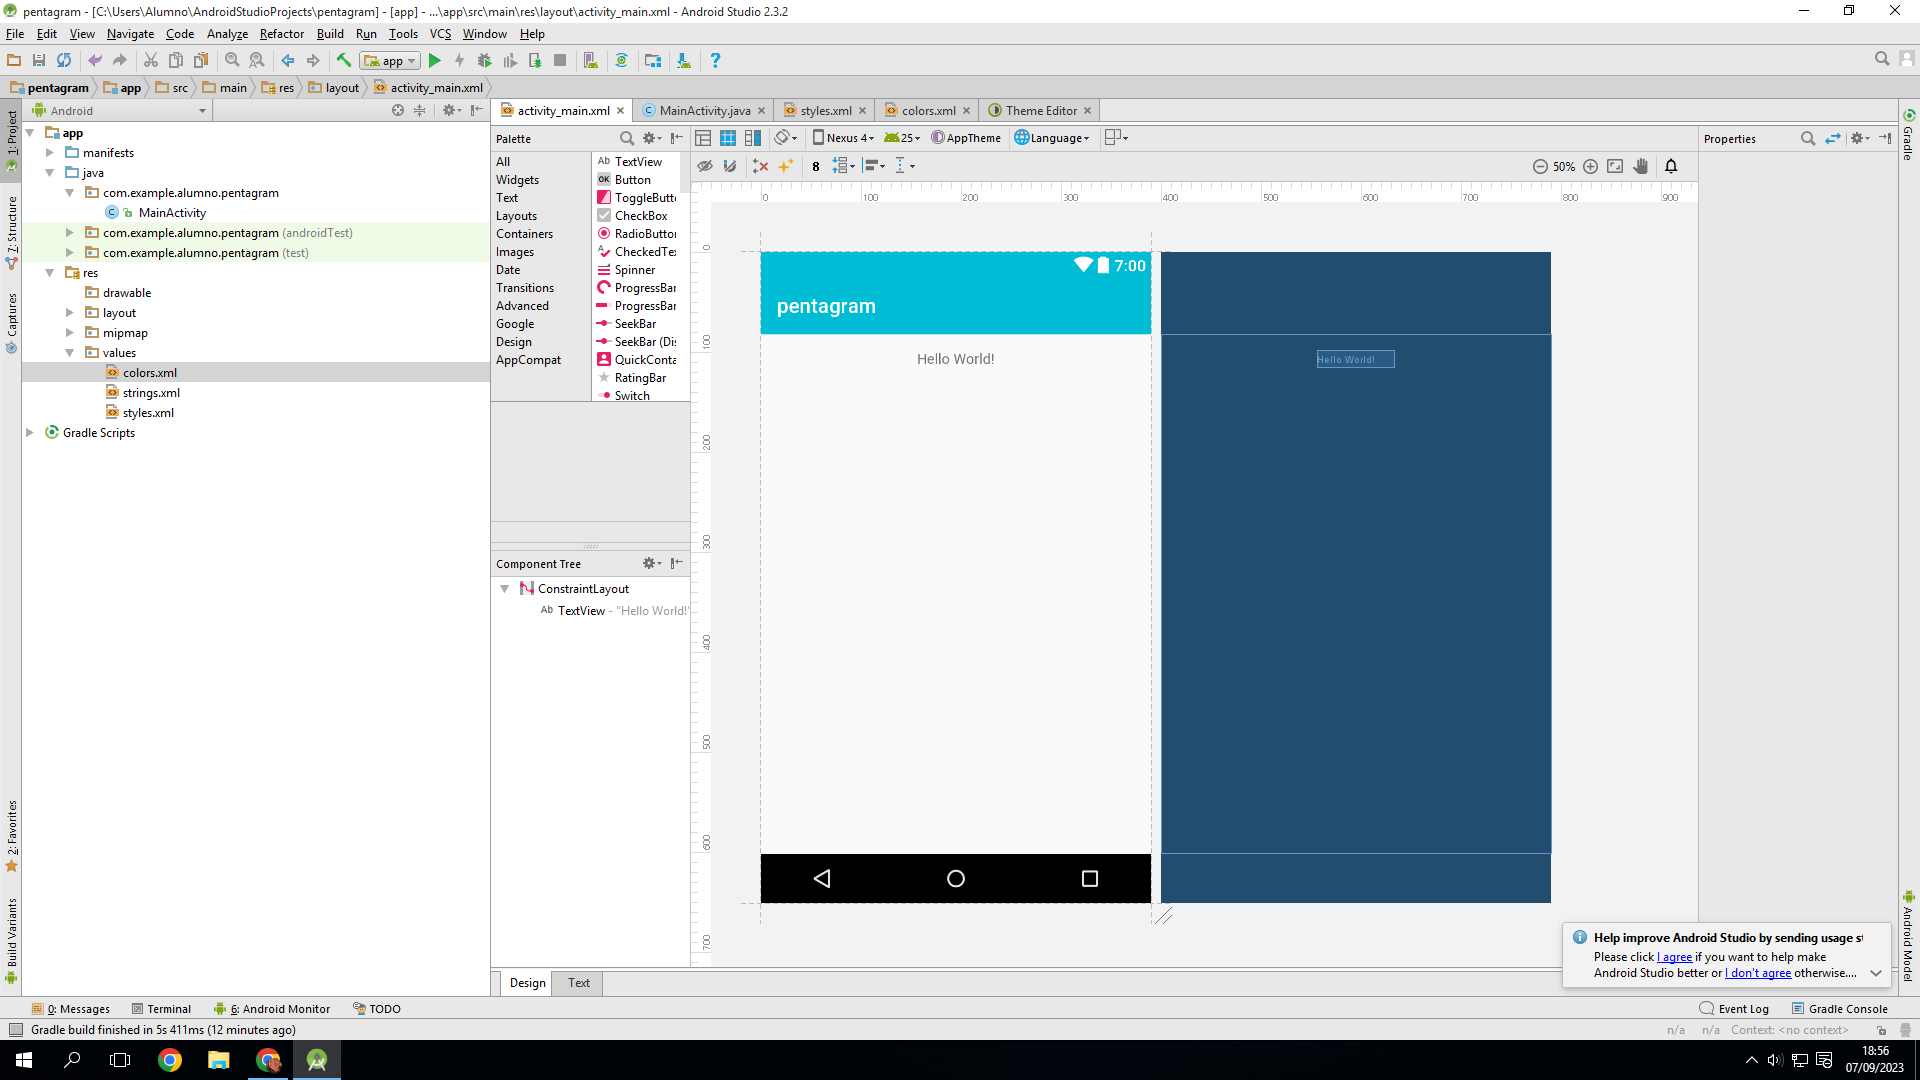 pentagram - [C:\Users\Alumno\AndroidStudioProjects\pentagram] - [app] - ...\app\src\main\res\layout\activity_main.xml - Android Studio 2.3.2
File Edit View Navigate Code Analyze Refactor Build Run Tools VCS Window Help
app
pentagram app src main res layout activity_main.xml
Android
activity_main.xml MainActivity.java styles.xml colors.xml Theme Editor
1: Project
7: Structure
Captures
2: Favorites
Build Variants
app
manifests
java
com.example.alumno.pentagram
MainActivity
com.example.alumno.pentagram (androidTest)
com.example.alumno.pentagram (test)
res
drawable
layout
mipmap
values
colors.xml
strings.xml
styles.xml
Gradle Scripts
Palette
All
Widgets
Text
Layouts
Containers
Images
Date
Transitions
Advanced
Google
Design
AppCompat
Ab TextView
OK Button
ToggleButt
CheckBox
RadioButton
CheckedTex
Spinner
ProgressBar
ProgressBar
SeekBar
SeekBar (Dis
QuickConta
RatingBar
Switch
Component Tree
ConstraintLayout
Ab TextView - "Hello World!"
Nexus 4 25 AppTheme Language
8
50%
0 100 200 300 400 500 600 700 800 900
0
100
200
300
400
500
600
700
7:00
pentagram
Hello World!
Hello World!
Properties
Gradle
Android Model
Help improve Android Studio by sending usage st
Please click I agree if you want to help make
Android Studio better or I don't agree otherwise....
Design Text
0: Messages Terminal 6: Android Monitor TODO
Event Log Gradle Console
Gradle build finished in 5s 411ms (12 minutes ago)
n/a n/a Context: <no context>
18:56
07/09/2023